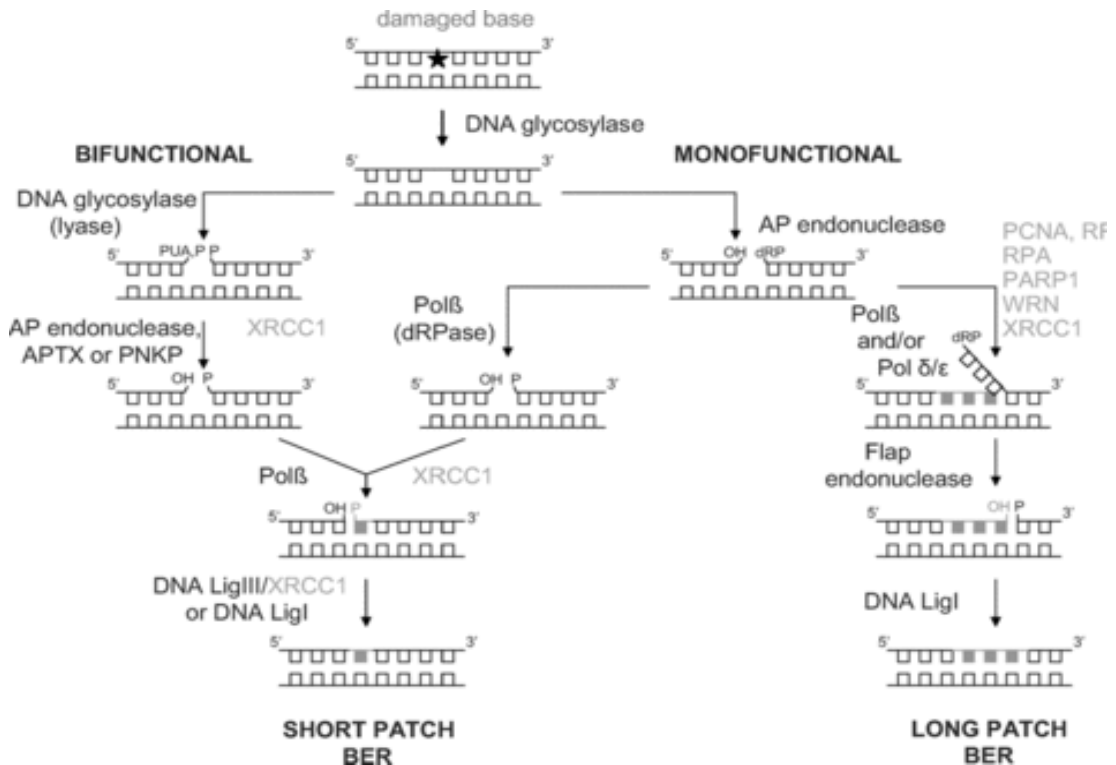 damaged base
5′ 3′
DNA glycosylase
BIFUNCTIONAL
MONOFUNCTIONAL
DNA glycosylase
(lyase)
AP endonuclease
PCNA, RF
RPA
PARP1
WRN
XRCC1
5′ PUA P P 3′
5′ OH dRP 3′
Polß
(dRPase)
AP endonuclease,
APTX or PNKP
XRCC1
Polß
and/or
Pol δ/ε
dRP
5′ OH P 3′
5′ OH P 3′
5′ 3′
Polß
XRCC1
Flap
endonuclease
5′ OH P 3′
5′ OH P 3′
DNA LigIII/XRCC1
or DNA LigI
DNA LigI
5′ 3′
5′ 3′
SHORT PATCH
BER
LONG PATCH
BER